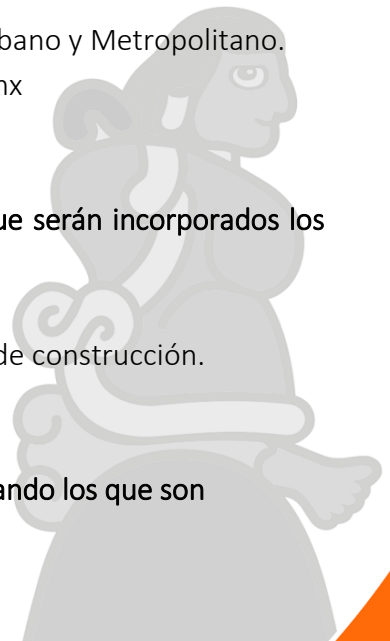 bano y Metropolitano.
nx
ue serán incorporados los
de construcción.
ando los que son